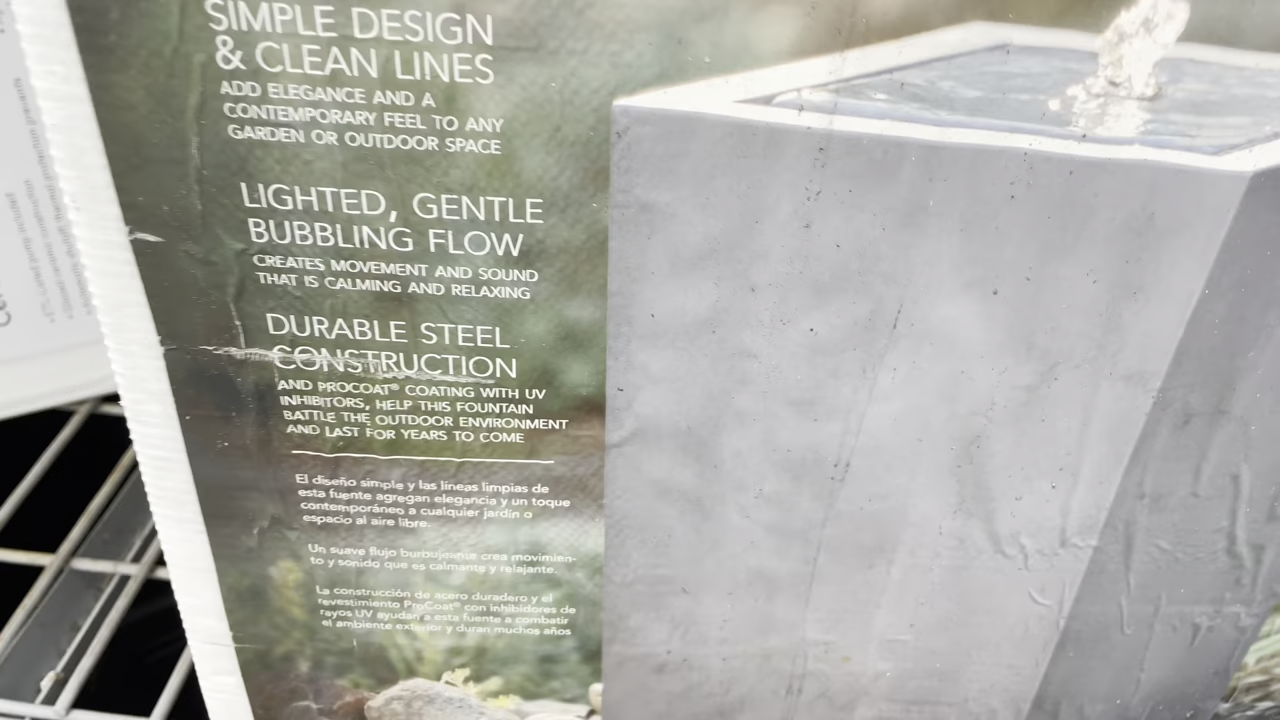 SIMPLE DESIGN
& CLEAN LINES
ADD ELEGANCE AND A
CONTEMPORARY FEEL TO ANY
GARDEN OR OUTDOOR SPACE
LIGHTED, GENTLE
BUBBLING FLOW
CREATES MOVEMENT AND SOUND
THAT IS CALMING AND RELAXING
DURABLE STEEL
CONSTRUCTION
AND PROCOAT® COATING WITH UV
INHIBITORS, HELP THIS FOUNTAIN
BATTLE THE OUTDOOR ENVIRONMENT
AND LAST FOR YEARS TO COME
El diseño simple y las líneas limpias de
esta fuente agregan elegancia y un toque
contemporáneo a cualquier jardín o
espacio al aire libre.
Un suave flujo burbujeante crea movimien-
to y sonido que es calmante y relajante.
La construcción de acero duradero y el
revestimiento ProCoat® con inhibidores de
rayos UV ayudan a esta fuente a combatir
el ambiente exterior y duran muchos años